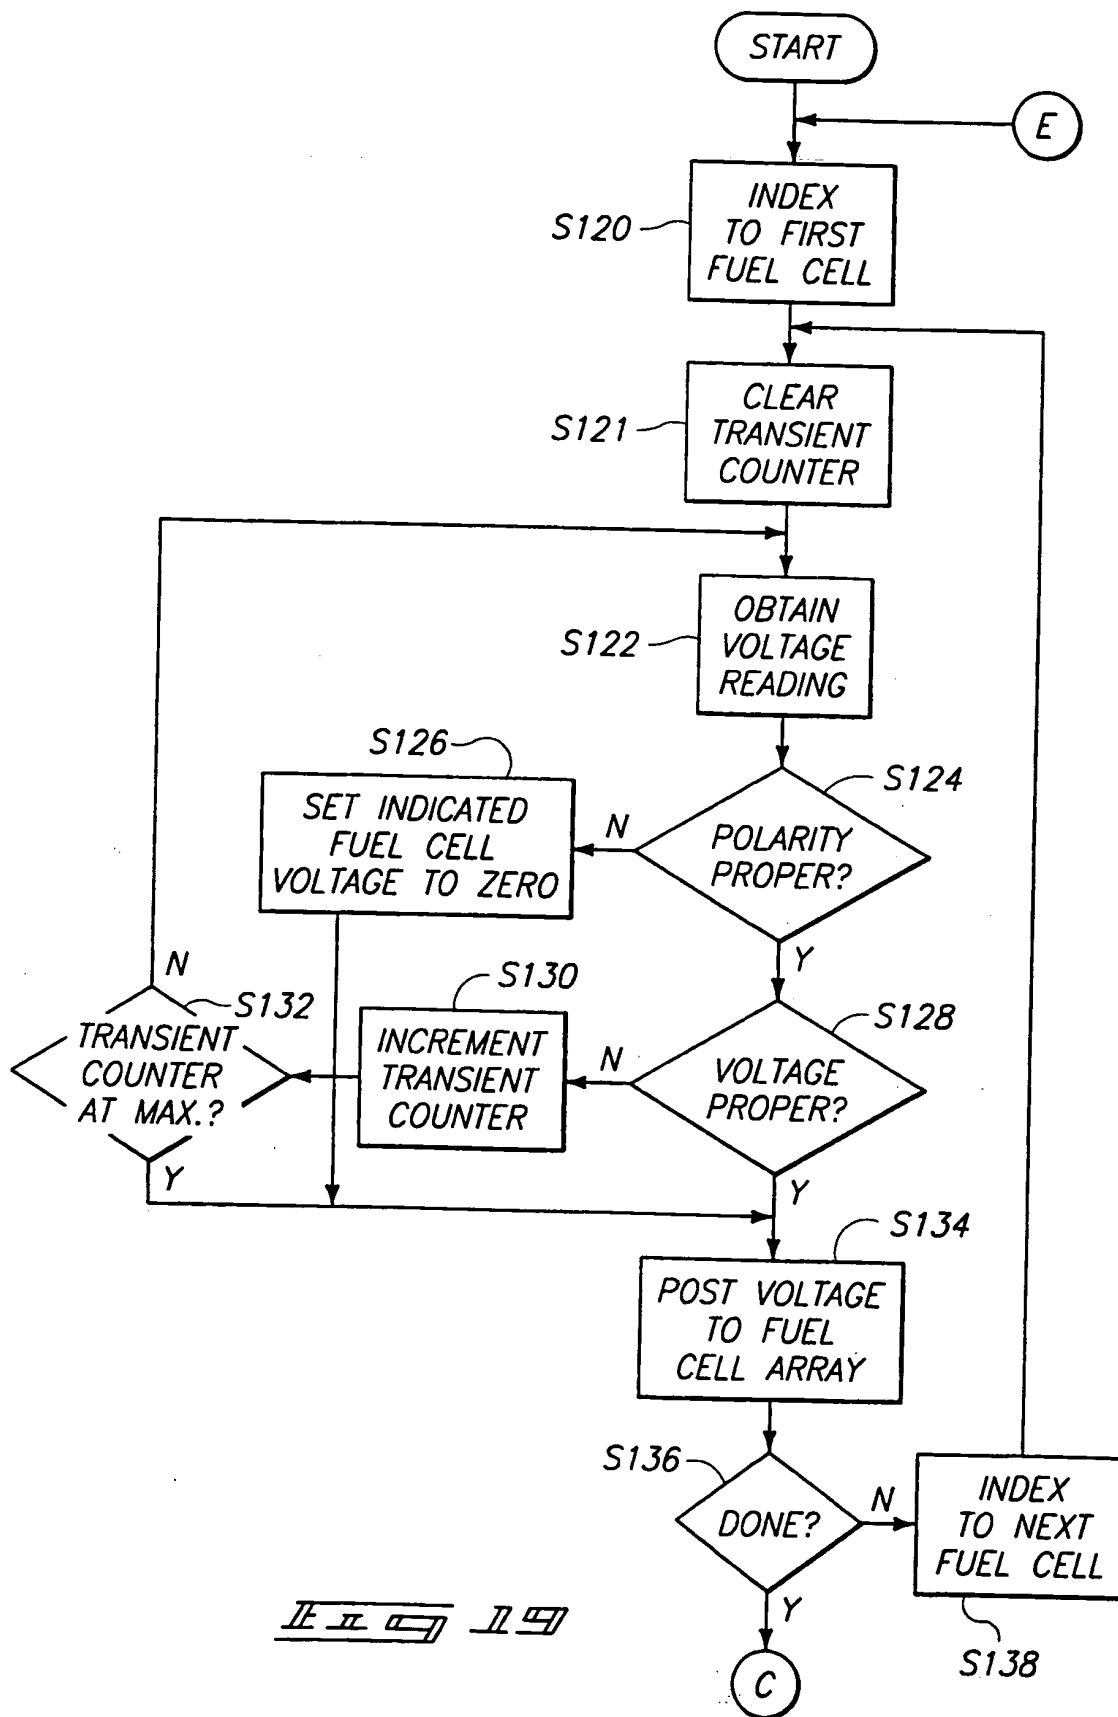 START
E
S120
INDEX
TO FIRST
FUEL CELL
S121
CLEAR
TRANSIENT
COUNTER
S122
OBTAIN
VOLTAGE
READING
S126
S124
SET INDICATED
FUEL CELL
VOLTAGE TO ZERO
N
POLARITY
PROPER?
Y
N
S132
TRANSIENT
COUNTER
AT MAX.?
Y
S130
INCREMENT
TRANSIENT
COUNTER
N
S128
VOLTAGE
PROPER?
Y
S134
POST VOLTAGE
TO FUEL
CELL ARRAY
S136
DONE?
N
INDEX
TO NEXT
FUEL CELL
S138
Y
C
FIG 19